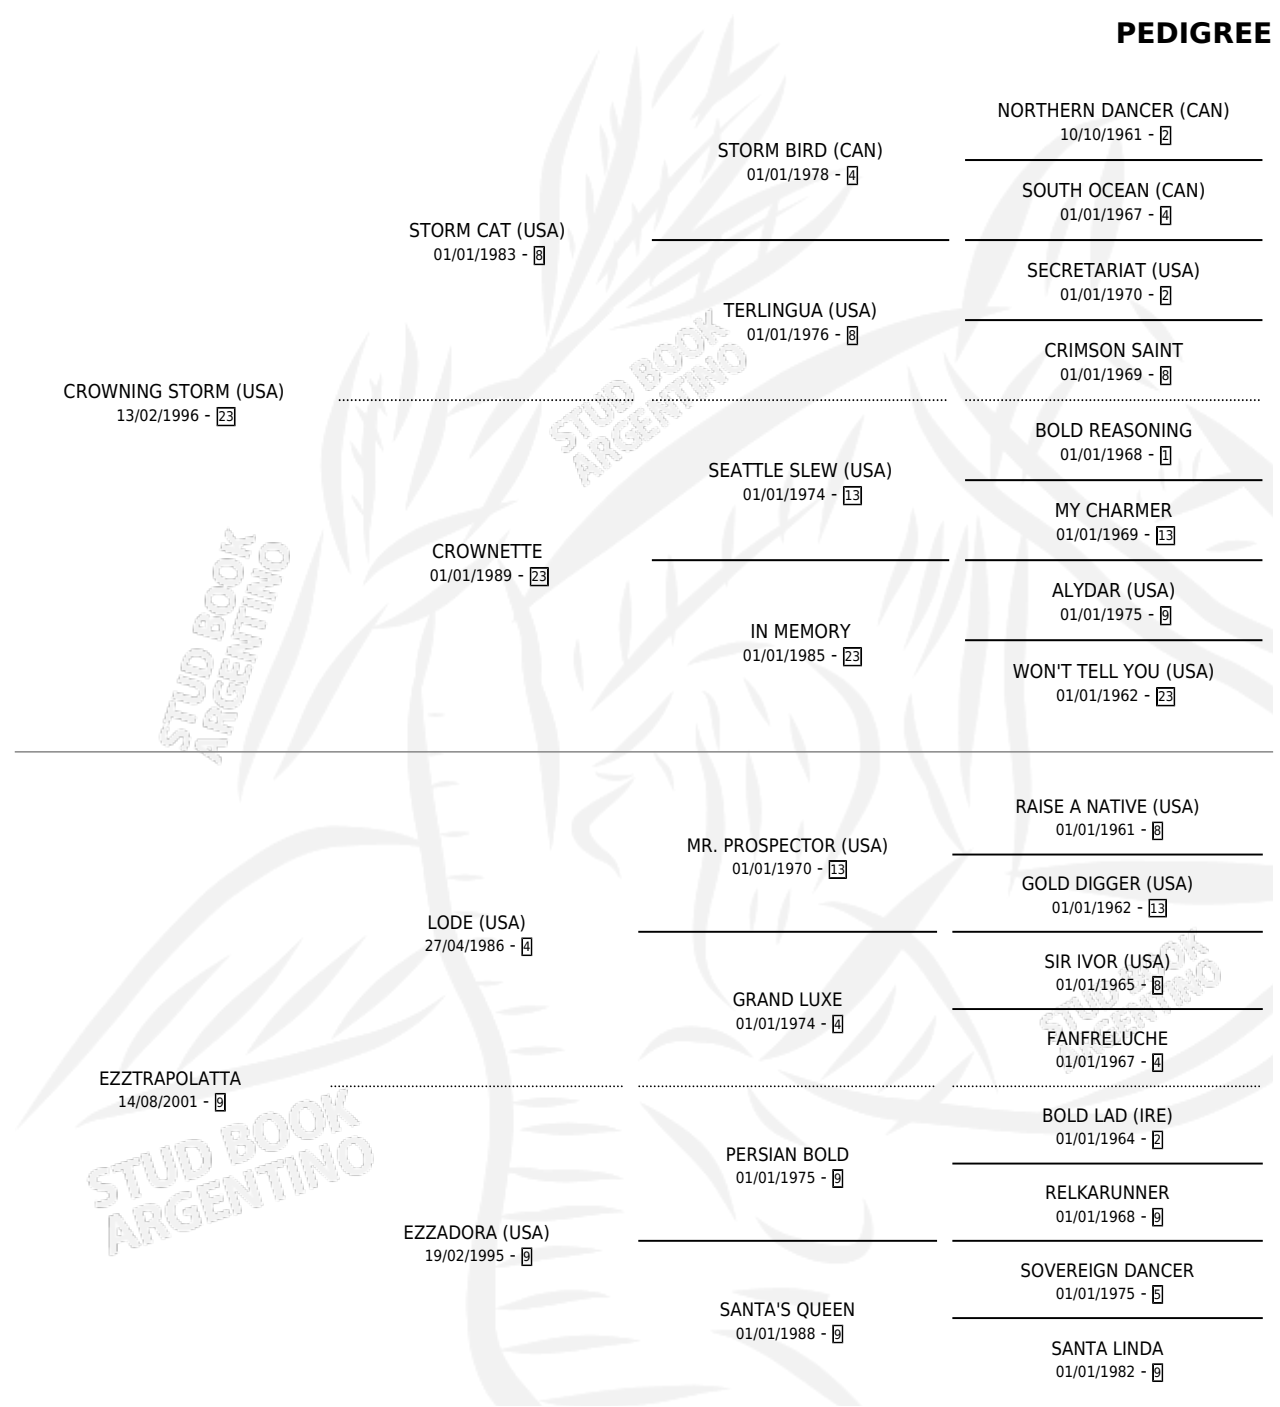 PEDIGREE
NORTHERN DANCER (CAN)
10/10/1961 - 2
STORM BIRD (CAN)
01/01/1978 - 4
SOUTH OCEAN (CAN)
01/01/1967 - 4
STORM CAT (USA)
01/01/1983 - 8
SECRETARIAT (USA)
01/01/1970 - 2
TERLINGUA (USA)
01/01/1976 - 8
CRIMSON SAINT
01/01/1969 - 8
CROWNING STORM (USA)
13/02/1996 - 23
BOLD REASONING
01/01/1968 - 1
SEATTLE SLEW (USA)
01/01/1974 - 13
MY CHARMER
01/01/1969 - 13
CROWNETTE
01/01/1989 - 23
ALYDAR (USA)
01/01/1975 - 9
IN MEMORY
01/01/1985 - 23
WON'T TELL YOU (USA)
01/01/1962 - 23
RAISE A NATIVE (USA)
01/01/1961 - 8
MR. PROSPECTOR (USA)
01/01/1970 - 13
GOLD DIGGER (USA)
01/01/1962 - 13
LODE (USA)
27/04/1986 - 4
SIR IVOR (USA)
01/01/1965 - 8
GRAND LUXE
01/01/1974 - 4
FANFRELUCHE
01/01/1967 - 4
EZZTRAPOLATTA
14/08/2001 - 9
BOLD LAD (IRE)
01/01/1964 - 2
PERSIAN BOLD
01/01/1975 - 9
RELKARUNNER
01/01/1968 - 9
EZZADORA (USA)
19/02/1995 - 9
SOVEREIGN DANCER
01/01/1975 - 5
SANTA'S QUEEN
01/01/1988 - 9
SANTA LINDA
01/01/1982 - 9
STUD BOOK
ARGENTINO
STUD BOOK
ARGENTINO
STUD BOOK
ARGENTINO
STUD BOOK
ARGENTINO